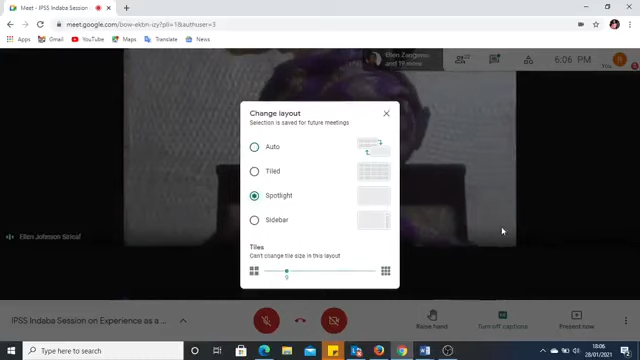 Meet - IPSS Indaba Session
meet.google.com/bow-ekbn-izy?pli=1&authuser=3
Apps
Gmail
YouTube
Maps
Translate
News
and 19 more
6:06 PM
Change layout
Selection is saved for future meetings
Auto
Tiled
Spotlight
Sidebar
Tiles
Can't change tile size in this layout
9
Ellen Johnson Sirleaf
IPSS Indaba Session on Experience as a ...
Raise hand
Turn off captions
Present now
Type here to search
18:06
28/01/2021